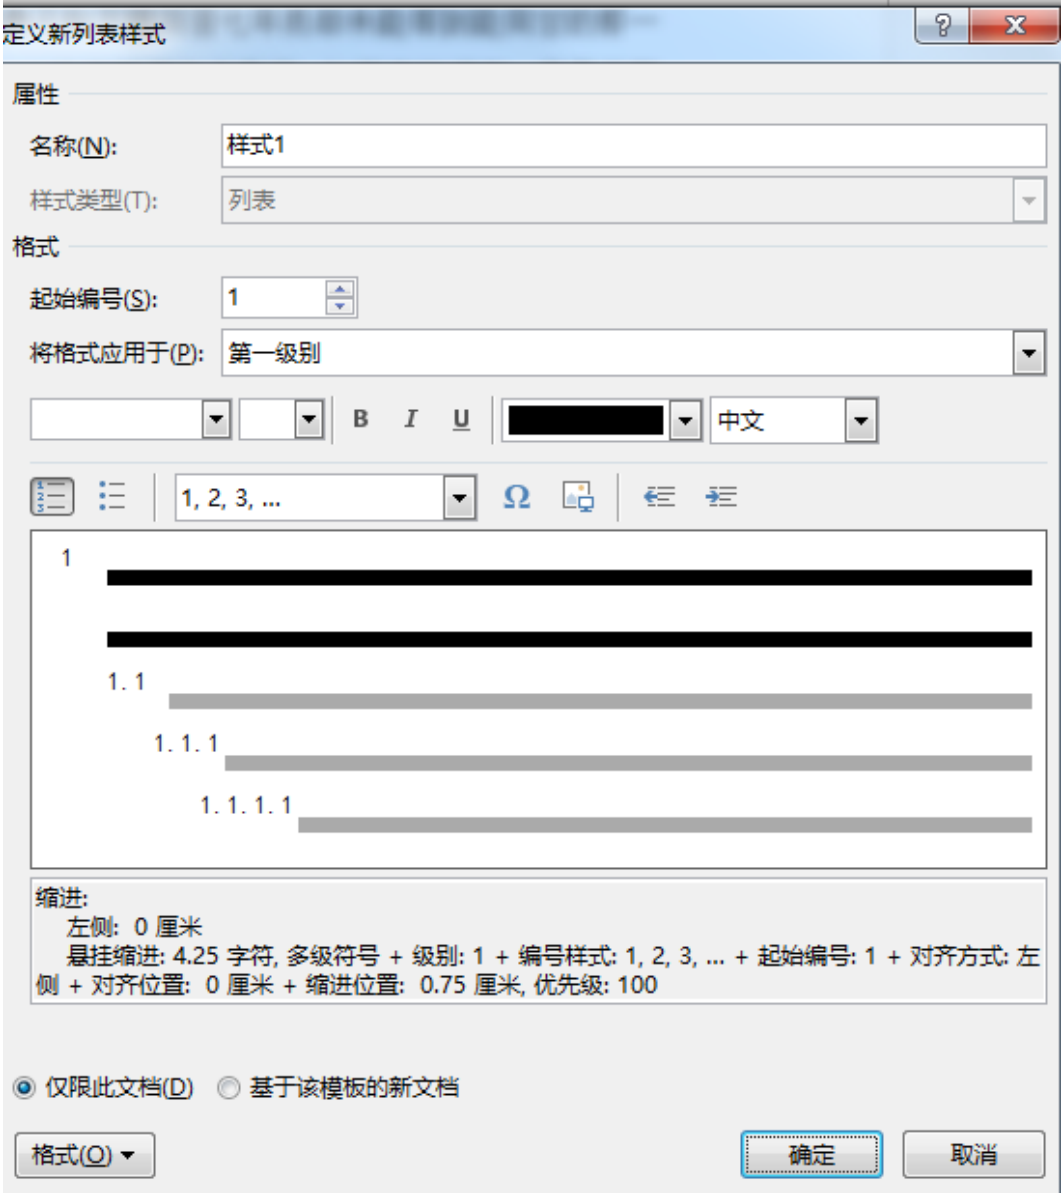 定义新列表样式
属性
名称(N): 样式1
样式类型(T): 列表
格式
起始编号(S): 1
将格式应用于(P): 第一级别
B I U 中文
1, 2, 3, ... Ω
1
1. 1
1. 1. 1
1. 1. 1. 1
缩进:
左侧: 0 厘米
悬挂缩进: 4.25 字符, 多级符号 + 级别: 1 + 编号样式: 1, 2, 3, ... + 起始编号: 1 + 对齐方式: 左
侧 + 对齐位置: 0 厘米 + 缩进位置: 0.75 厘米, 优先级: 100
仅限此文档(D) 基于该模板的新文档
格式(O) 确定 取消